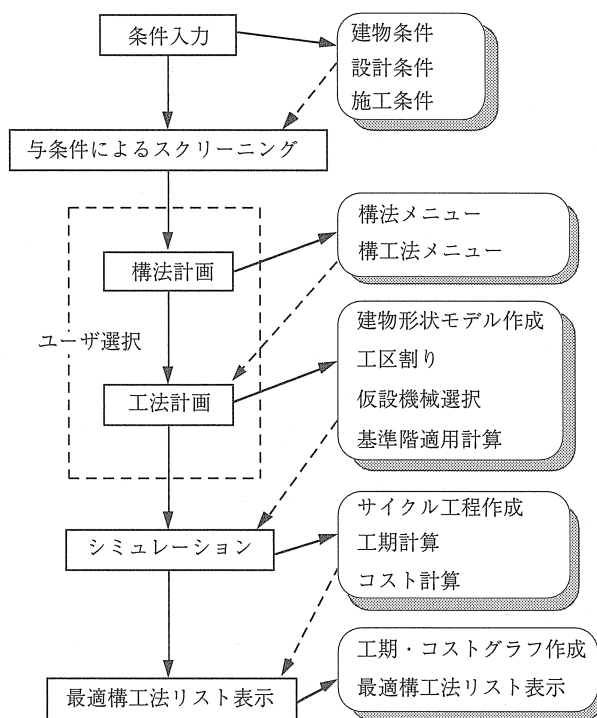 条件入力
建物条件
設計条件
施工条件
与条件によるスクリーニング
構法メニュー
構工法メニュー
構法計画
ユーザ選択
建物形状モデル作成
工区割り
仮設機械選択
基準階適用計算
工法計画
サイクル工程作成
工期計算
コスト計算
シミュレーション
工期・コストグラフ作成
最適構工法リスト表示
最適構工法リスト表示